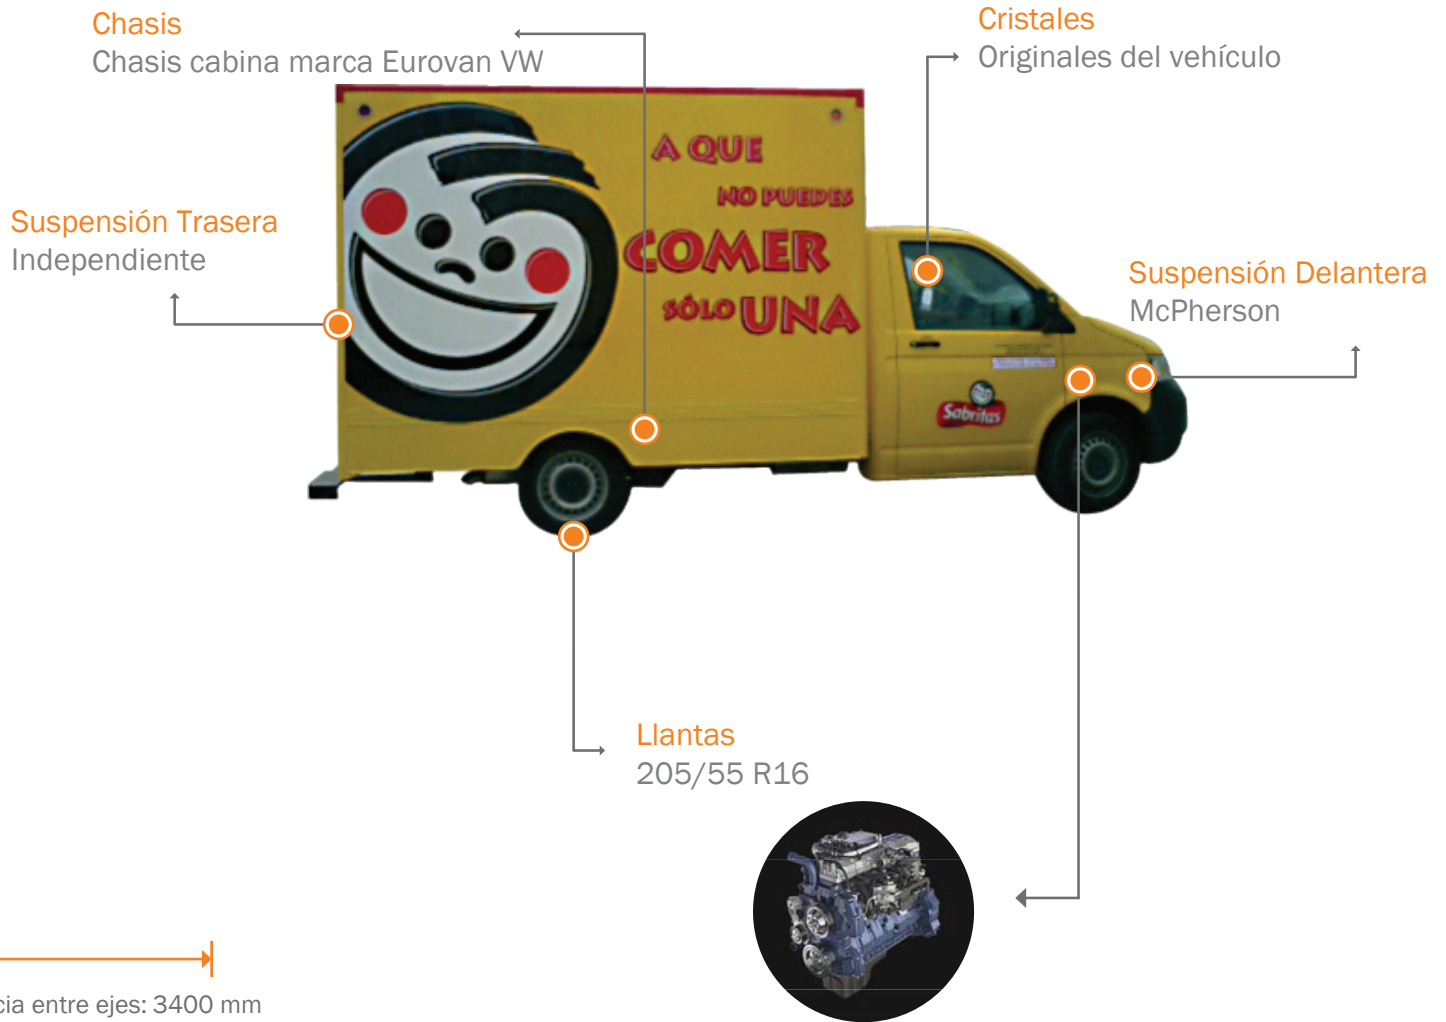 Chasis
Chasis cabina marca Eurovan VW
Cristales
Originales del vehículo
A QUE
NO PUEDES
COMER
SÓLO UNA
Suspensión Trasera
Independiente
Suspensión Delantera
McPherson
Sabritas
Llantas
205/55 R16
cia entre ejes: 3400 mm